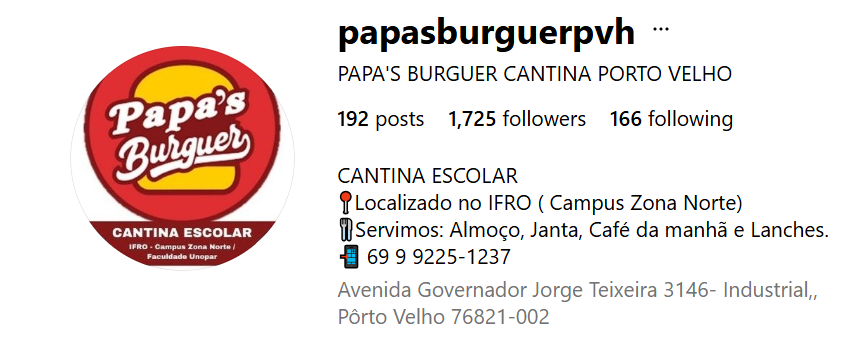 papasburguerpvh ...
PAPA'S BURGUER CANTINA PORTO VELHO
192 posts 1,725 followers 166 following
Papa's
Burguer
CANTINA ESCOLAR
IFRO - Campus Zona Norte /
Faculdade Unopar
CANTINA ESCOLAR
Localizado no IFRO ( Campus Zona Norte)
Servimos: Almoço, Janta, Café da manhã e Lanches.
69 9 9225-1237
Avenida Governador Jorge Teixeira 3146- Industrial,,
Pôrto Velho 76821-002